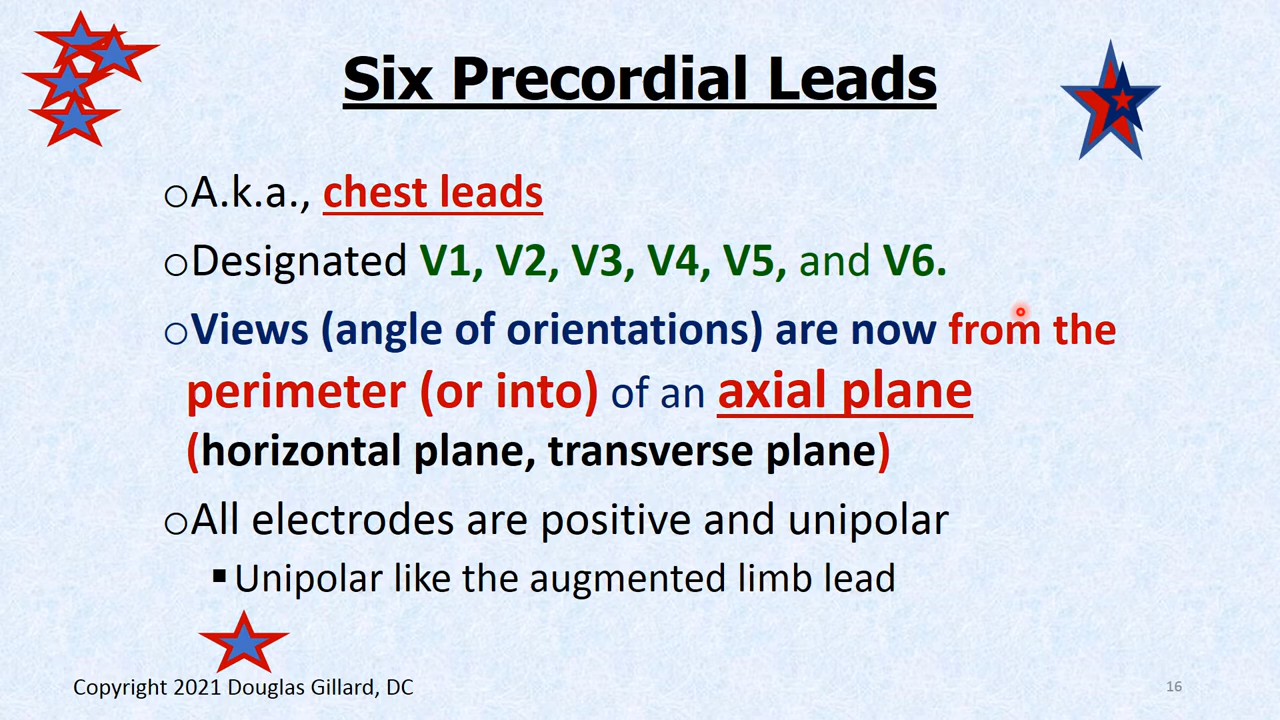 Six Precordial Leads
oA.k.a., chest leads
oDesignated V1, V2, V3, V4, V5, and V6.
oViews (angle of orientations) are now from the
perimeter (or into) of an axial plane
(horizontal plane, transverse plane)
oAll electrodes are positive and unipolar
▪Unipolar like the augmented limb lead
Copyright 2021 Douglas Gillard, DC
16